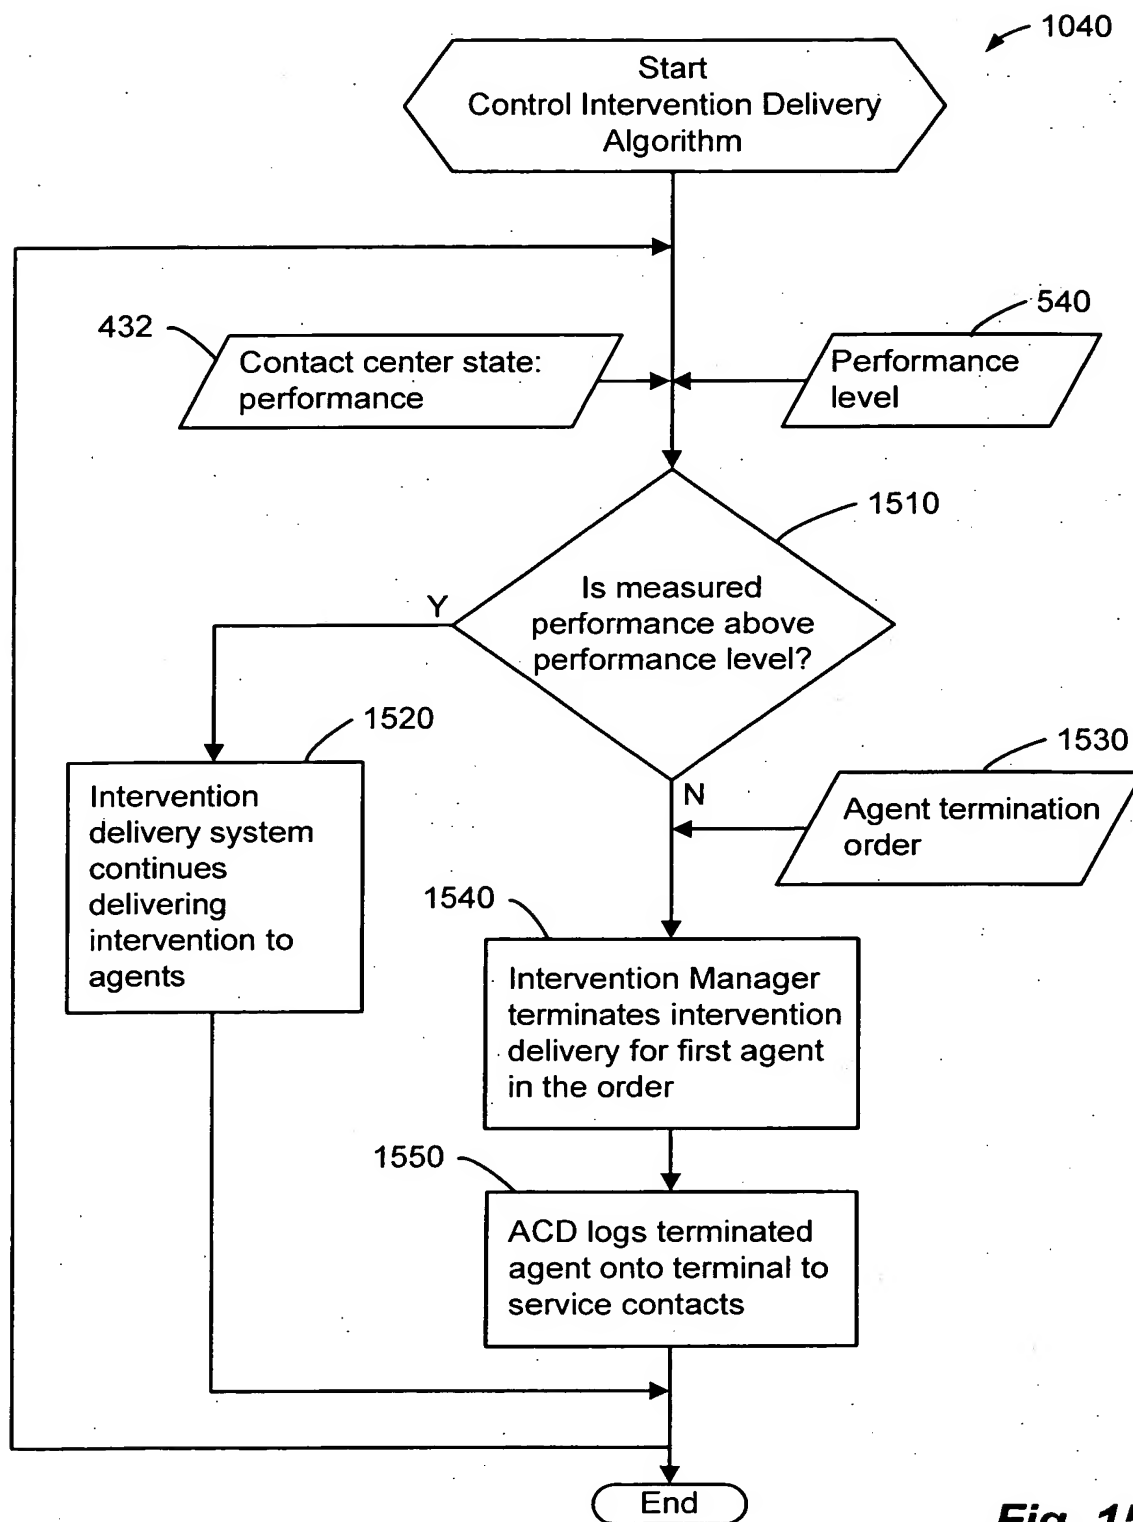 1040
Start
Control Intervention Delivery
Algorithm
432
Contact center state:
performance
540
Performance
level
1510
Is measured
performance above
performance level?
Y
N
1520
Intervention
delivery system
continues
delivering
intervention to
agents
1530
Agent termination
order
1540
Intervention Manager
terminates intervention
delivery for first agent
in the order
1550
ACD logs terminated
agent onto terminal to
service contacts
End
Fig. 15